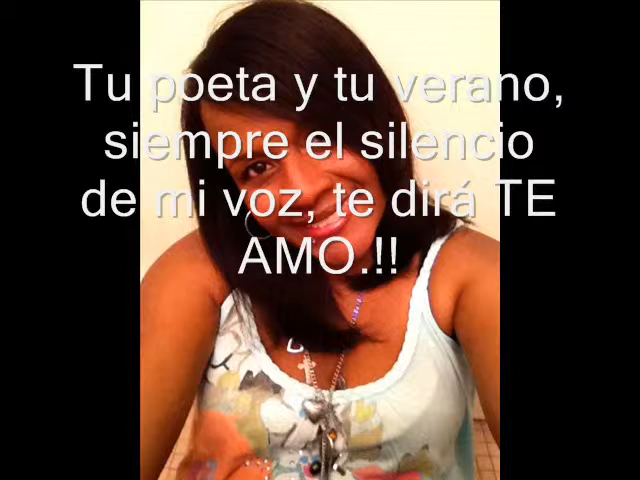 Tu poeta y tu verano,
siempre el silencio
de mi voz, te dirá TE
AMO.!!